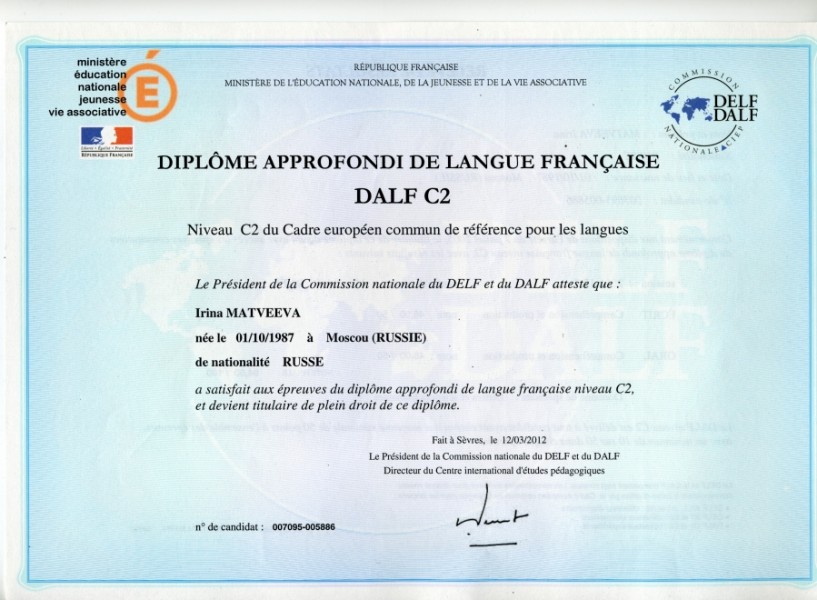 ministère
éducation
nationale
jeunesse
vie associative
É
Liberté • Égalité • Fraternité
RÉPUBLIQUE FRANÇAISE
RÉPUBLIQUE FRANÇAISE
MINISTÈRE DE L'ÉDUCATION NATIONALE, DE LA JEUNESSE ET DE LA VIE ASSOCIATIVE
COMMISSION
DELF
DALF
NATIONALE CIEP
DIPLÔME APPROFONDI DE LANGUE FRANÇAISE
DALF C2
Niveau C2 du Cadre européen commun de référence pour les langues
Le Président de la Commission nationale du DELF et du DALF atteste que :
Irina MATVEEVA
née le 01/10/1987 à Moscou (RUSSIE)
de nationalité RUSSE
a satisfait aux épreuves du diplôme approfondi de langue française niveau C2,
et devient titulaire de plein droit de ce diplôme.
Fait à Sèvres, le 12/03/2012
Le Président de la Commission nationale du DELF et du DALF
Directeur du Centre international d'études pédagogiques
n° de candidat : 007095-005886
DELF
DALF